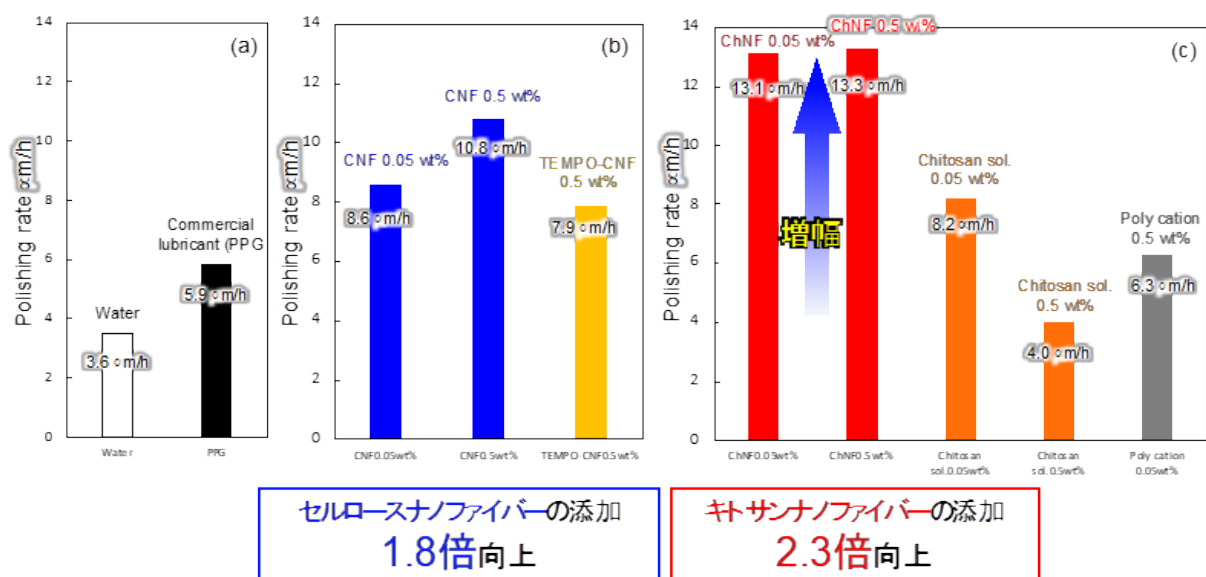 (a)
14
12
10
8
6
4
2
0
Polishing rate ∝m/h
Water
3.6 ∘m/h
Commercial
lubricant (PPG
5.9 ∘m/h
Water
PPG
(b)
14
12
10
8
6
4
2
0
Polishing rate ∝m/h
CNF 0.05 wt%
8.6 ∘m/h
CNF 0.5 wt%
10.8 ∘m/h
TEMPO-CNF
0.5 wt%
7.9 ∘m/h
CNF0.05wt%
CNF0.5wt%
TEMPO-CNF0.5wt%
(c)
14
12
10
8
6
4
2
0
Polishing rate ∝m/h
ChNF 0.05 wt%
13.1 ∘m/h
ChNF 0.5 wt%
13.3 ∘m/h
増幅
Chitosan sol.
0.05 wt%
8.2 ∘m/h
Chitosan sol.
0.5 wt%
4.0 ∘m/h
Poly cation
0.5 wt%
6.3 ∘m/h
ChNF0.05wt%
ChNF0.5wt%
Chitosan
sol.0.05wt%
Chitosan
sol.0.5wt%
Poly cation
0.05wt%
セルロースナノファイバーの添加
1.8倍向上
キトサンナノファイバーの添加
2.3倍向上